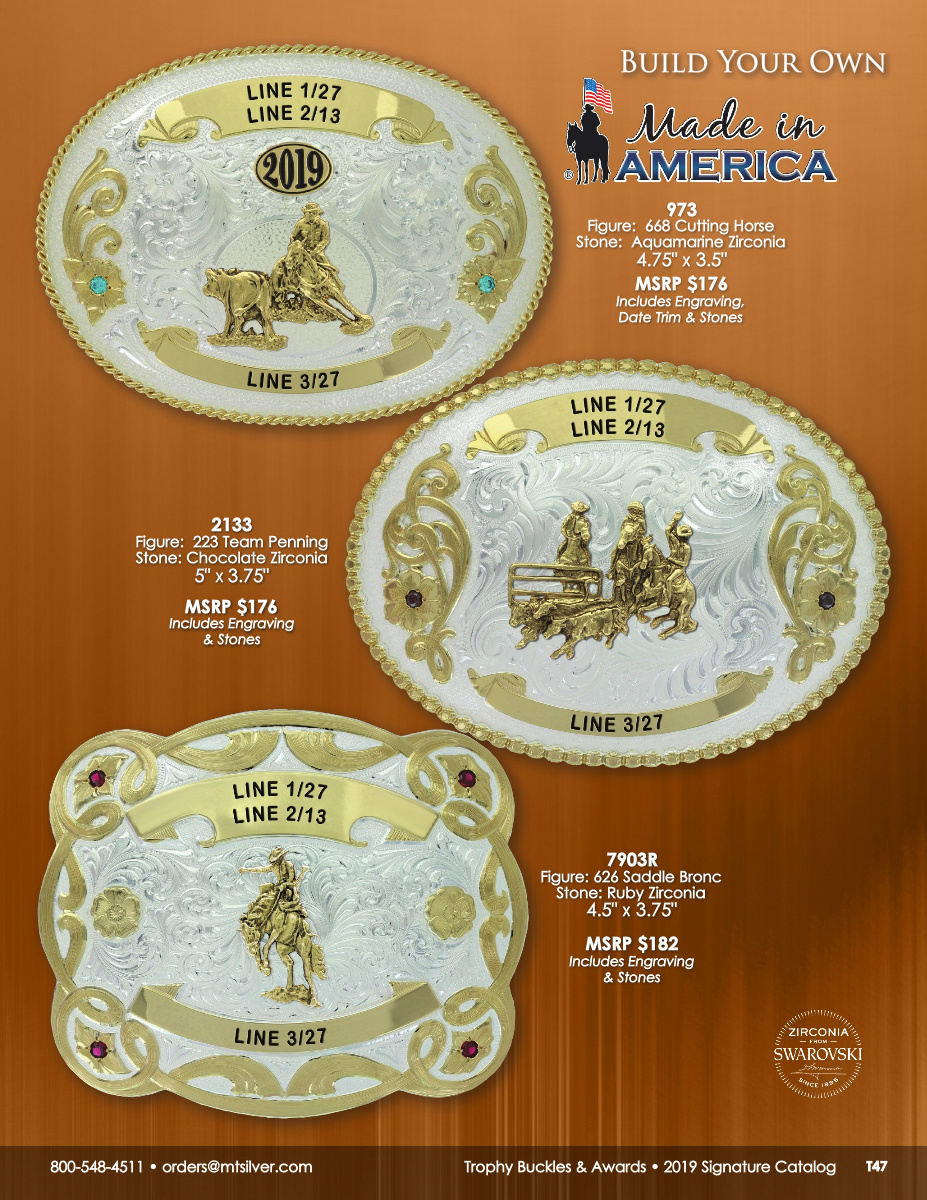 BUILD YOUR OWN
Made in
AMERICA
®
LINE 1/27
LINE 2/13
2019
LINE 3/27
973
Figure: 668 Cutting Horse
Stone: Aquamarine Zirconia
4.75" x 3.5"
MSRP $176
Includes Engraving,
Date Trim & Stones
LINE 1/27
LINE 2/13
LINE 3/27
2133
Figure: 223 Team Penning
Stone: Chocolate Zirconia
5" x 3.75"
MSRP $176
Includes Engraving
& Stones
LINE 1/27
LINE 2/13
LINE 3/27
7903R
Figure: 626 Saddle Bronc
Stone: Ruby Zirconia
4.5" x 3.75"
MSRP $182
Includes Engraving
& Stones
ZIRCONIA
FROM
SWAROVSKI
SINCE 1895
800-548-4511 • orders@mtsilver.com
Trophy Buckles & Awards • 2019 Signature Catalog T47